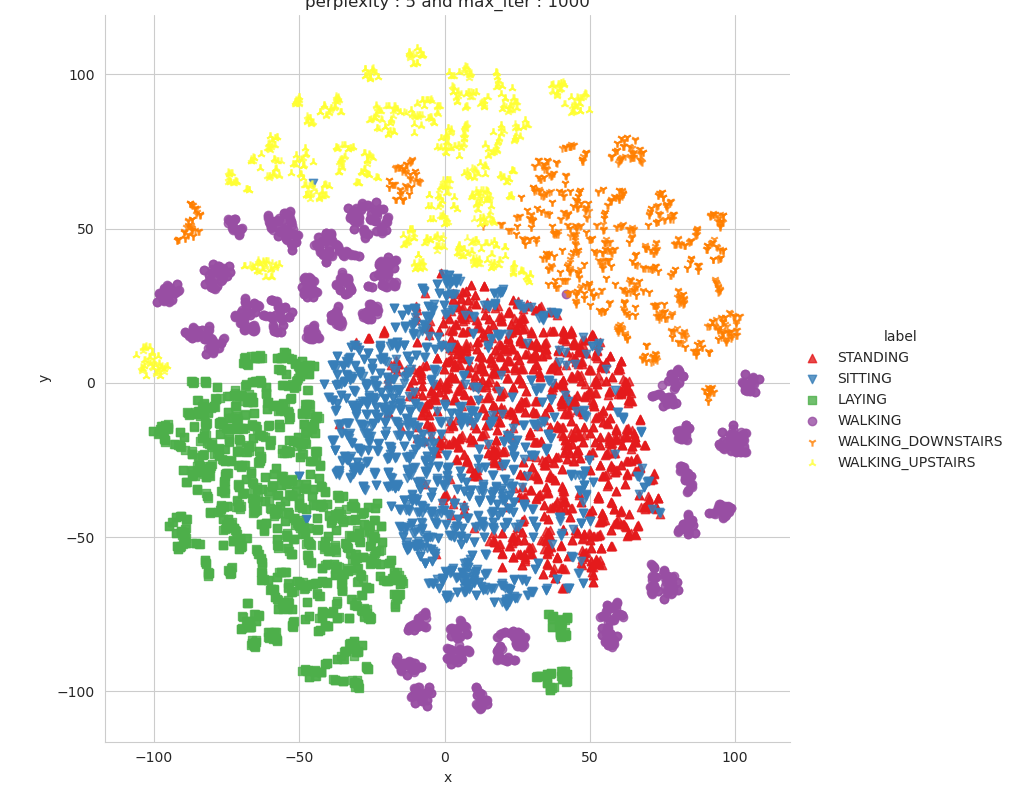 perplexity : 5 and max_iter : 1000
100
50
0
−50
−100
y
−100
−50
0
50
100
x
label
STANDING
SITTING
LAYING
WALKING
WALKING_DOWNSTAIRS
WALKING_UPSTAIRS